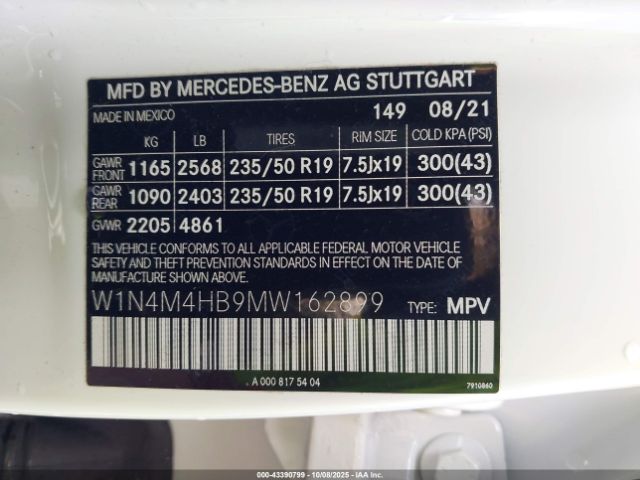 MFD BY MERCEDES-BENZ AG STUTTGART
MADE IN MEXICO 149 08/21
KG LB TIRES RIM SIZE COLD KPA (PSI)
GAWR FRONT 1165 2568 235/50 R19 7.5Jx19 300(43)
GAWR REAR 1090 2403 235/50 R19 7.5Jx19 300(43)
GVWR 2205 4861
THIS VEHICLE CONFORMS TO ALL APPLICABLE FEDERAL MOTOR VEHICLE
SAFETY AND THEFT PREVENTION STANDARDS IN EFFECT ON THE DATE OF
MANUFACTURE SHOWN ABOVE.
W1N4M4HB9MW162899 TYPE: MPV
A 000 817 54 04
7910860
000-43390799 | 10/08/2025 | IAA Inc.